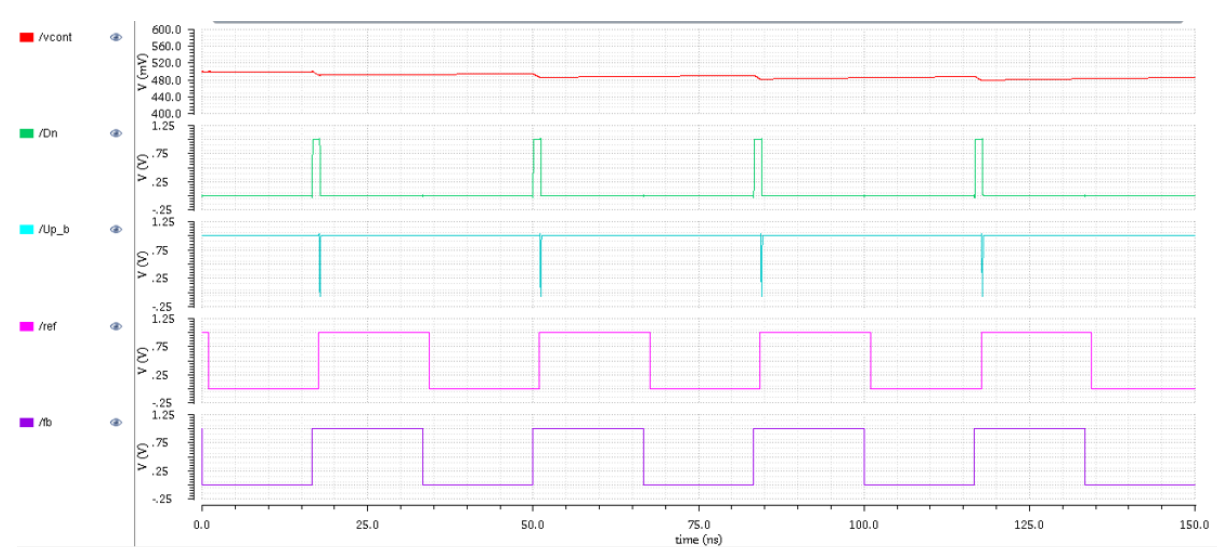 /vcont
V (mV)
600.0
560.0
520.0
480.0
440.0
400.0
/Dn
V (V)
1.25
.75
.25
-.25
/Up_b
V (V)
1.25
.75
.25
-.25
/ref
V (V)
1.25
.75
.25
-.25
/fb
V (V)
1.25
.75
.25
-.25
0.0 25.0 50.0 75.0 100.0 125.0 150.0
time (ns)